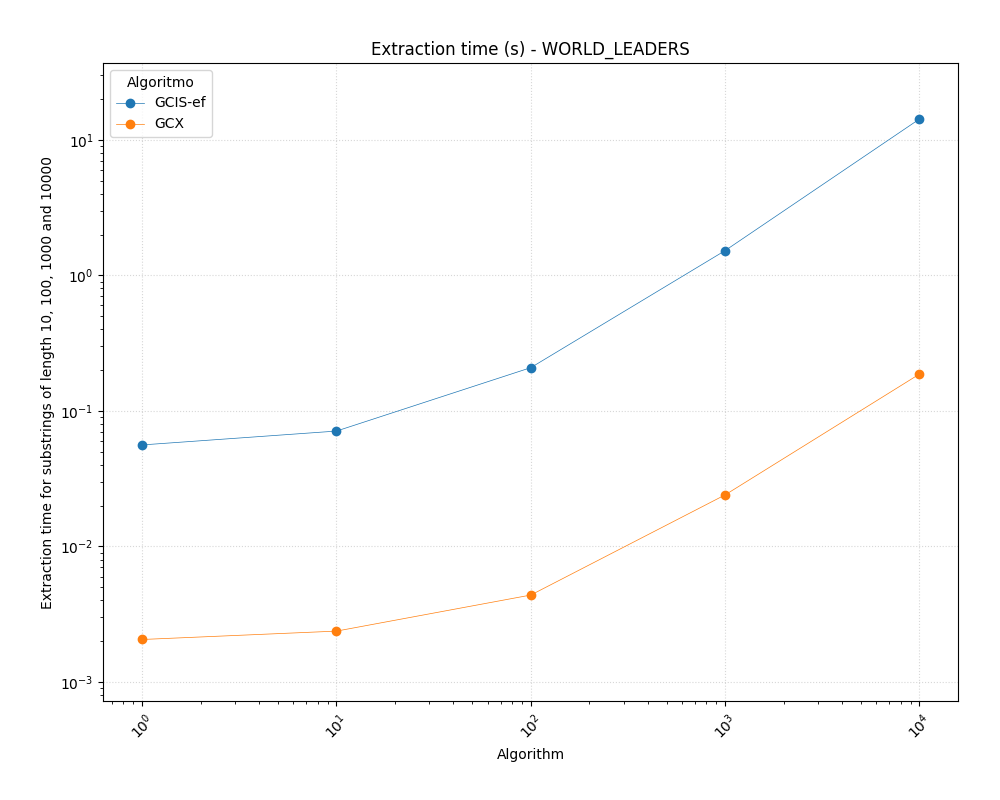 Extraction time (s) - WORLD_LEADERS
Algoritmo
GCIS-ef
GCX
Extraction time for substrings of length 10, 100, 1000 and 10000
10¹
10⁰
10⁻¹
10⁻²
10⁻³
10⁰
10¹
10²
10³
10⁴
Algorithm